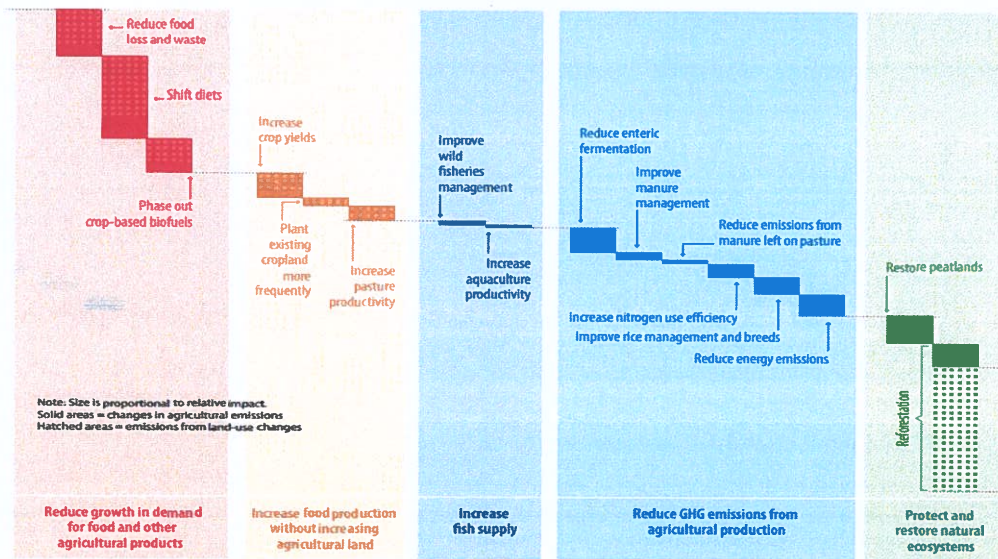 Reduce food
loss and waste
Shift diets
Phase out
crop-based biofuels
Increase
crop yields
Plant
existing
cropland
more
frequently
Increase
pasture
productivity
Improve
wild
fisheries
management
Increase
aquaculture
productivity
Reduce enteric
fermentation
Improve
manure
management
Reduce emissions from
manure left on pasture
Increase nitrogen use efficiency
Improve rice management and breeds
Reduce energy emissions
Restore peatlands
Reforestation
Note: Size is proportional to relative impact.
Solid areas = changes in agricultural emissions
Hatched areas = emissions from land-use changes
Reduce growth in demand
for food and other
agricultural products
Increase food production
without increasing
agricultural land
Increase
fish supply
Reduce GHG emissions from
agricultural production
Protect and
restore natural
ecosystems